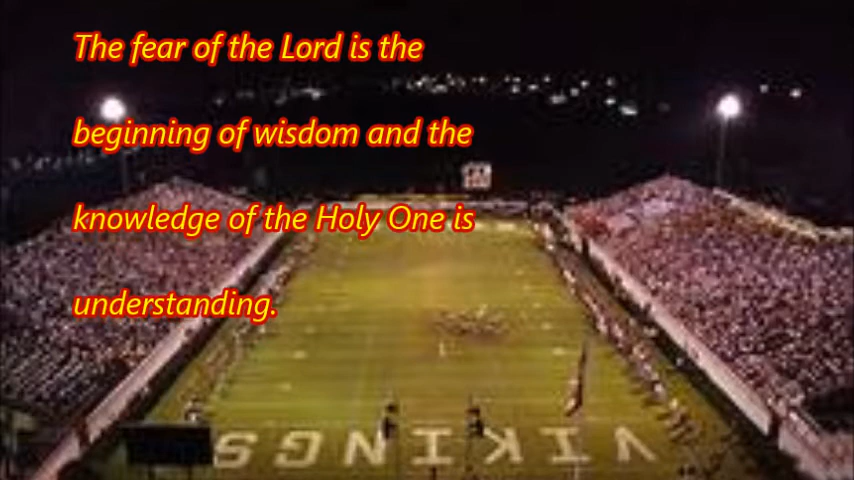 The fear of the Lord is the
beginning of wisdom and the
knowledge of the Holy One is
understanding.
VIKINGS